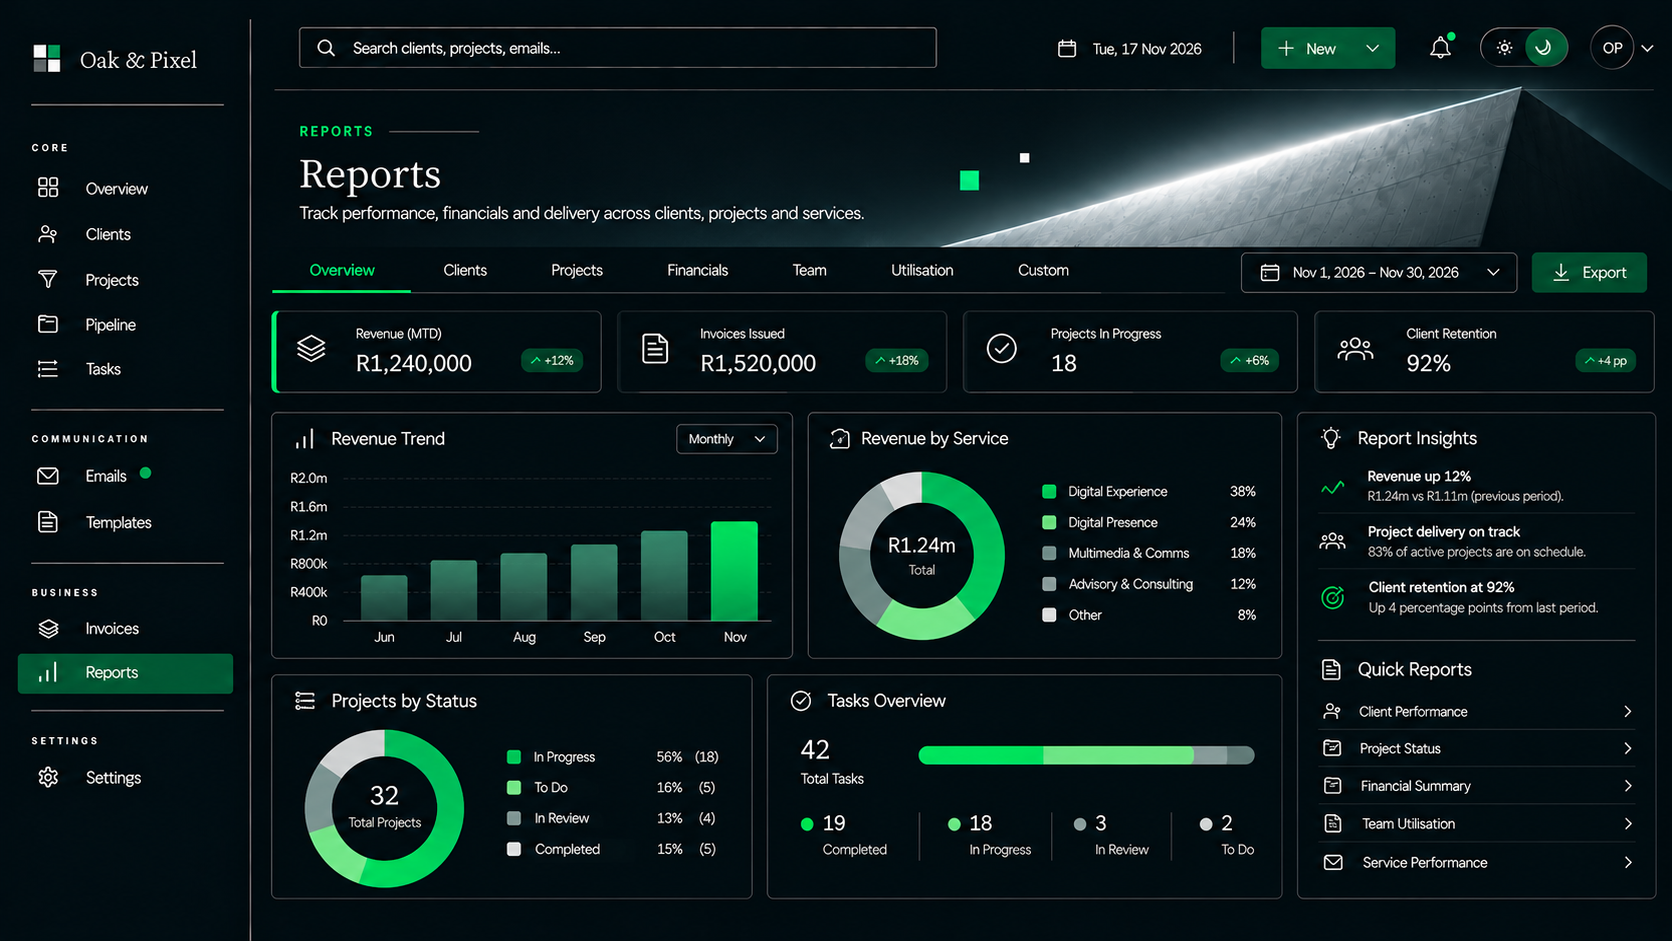 Oak & Pixel
Search clients, projects, emails...
Tue, 17 Nov 2026
New
OP
CORE
Overview
Clients
Projects
Pipeline
Tasks
COMMUNICATION
Emails
Templates
BUSINESS
Invoices
Reports
SETTINGS
Settings
REPORTS
Reports
Track performance, financials and delivery across clients, projects and services.
Overview Clients Projects Financials Team Utilisation Custom
Nov 1, 2026 – Nov 30, 2026
Export
Revenue (MTD)
R1,240,000 +12%
Invoices Issued
R1,520,000 +18%
Projects In Progress
18 +6%
Client Retention
92% +4 pp
Revenue Trend
Monthly
R2.0m
R1.6m
R1.2m
R800k
R400k
R0
Jun Jul Aug Sep Oct Nov
Revenue by Service
R1.24m
Total
Digital Experience 38%
Digital Presence 24%
Multimedia & Comms 18%
Advisory & Consulting 12%
Other 8%
Report Insights
Revenue up 12%
R1.24m vs R1.11m (previous period).
Project delivery on track
83% of active projects are on schedule.
Client retention at 92%
Up 4 percentage points from last period.
Projects by Status
32
Total Projects
In Progress 56% (18)
To Do 16% (5)
In Review 13% (4)
Completed 15% (5)
Tasks Overview
42
Total Tasks
19
Completed
18
In Progress
3
In Review
2
To Do
Quick Reports
Client Performance
Project Status
Financial Summary
Team Utilisation
Service Performance